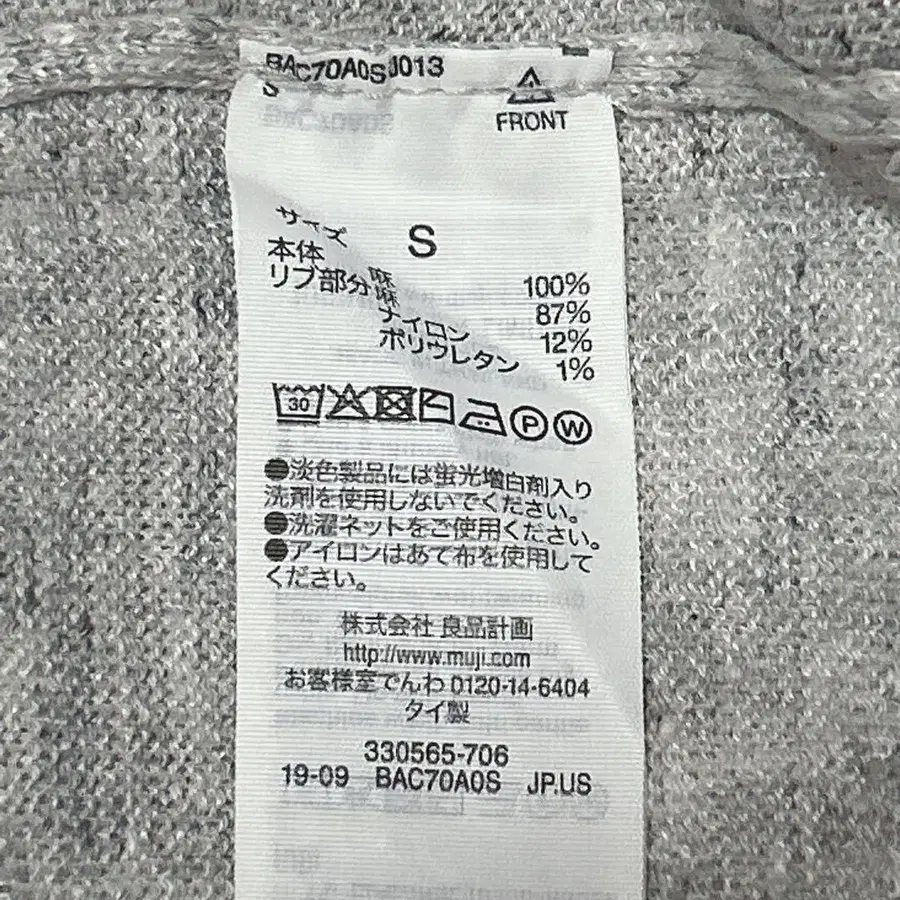 BAC70A0SJ013
S
FRONT
サイズ S
本体 麻 100%
リブ部分 麻 87%
ナイロン 12%
ポリウレタン 1%
30 P W
●淡色製品には蛍光増白剤入り
洗剤を使用しないでください。
●洗濯ネットをご使用ください。
●アイロンはあて布を使用して
ください。
株式会社 良品計画
http://www.muji.com
お客様室でんわ 0120-14-6404
タイ製
330565-706
19-09 BAC70A0S JP.US